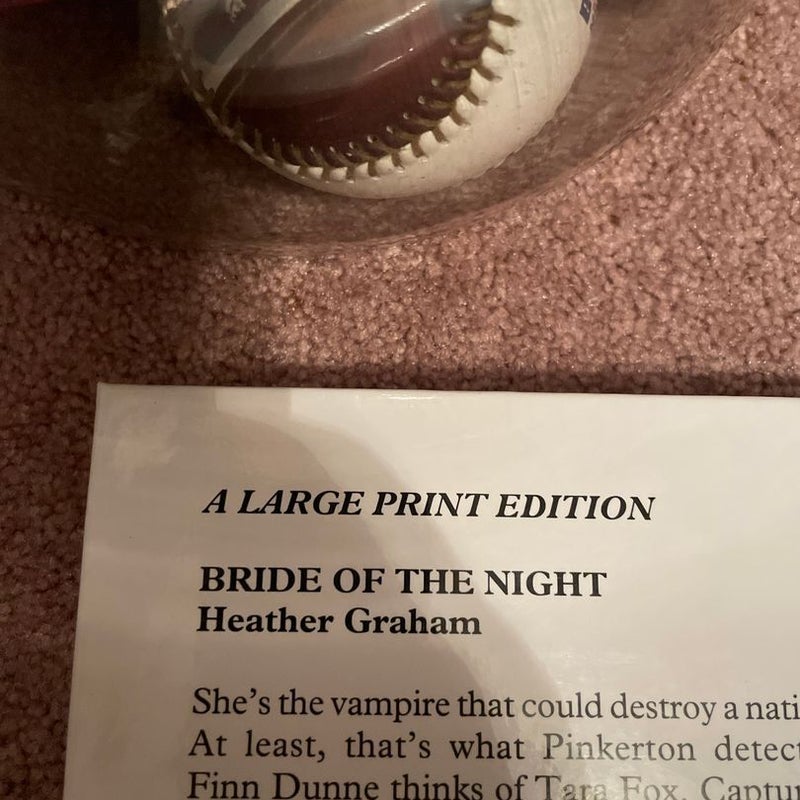 A LARGE PRINT EDITION
BRIDE OF THE NIGHT
Heather Graham
She's the vampire that could destroy a nati
At least, that's what Pinkerton detect
Finn Dunne thinks of Tara Fox. Captur